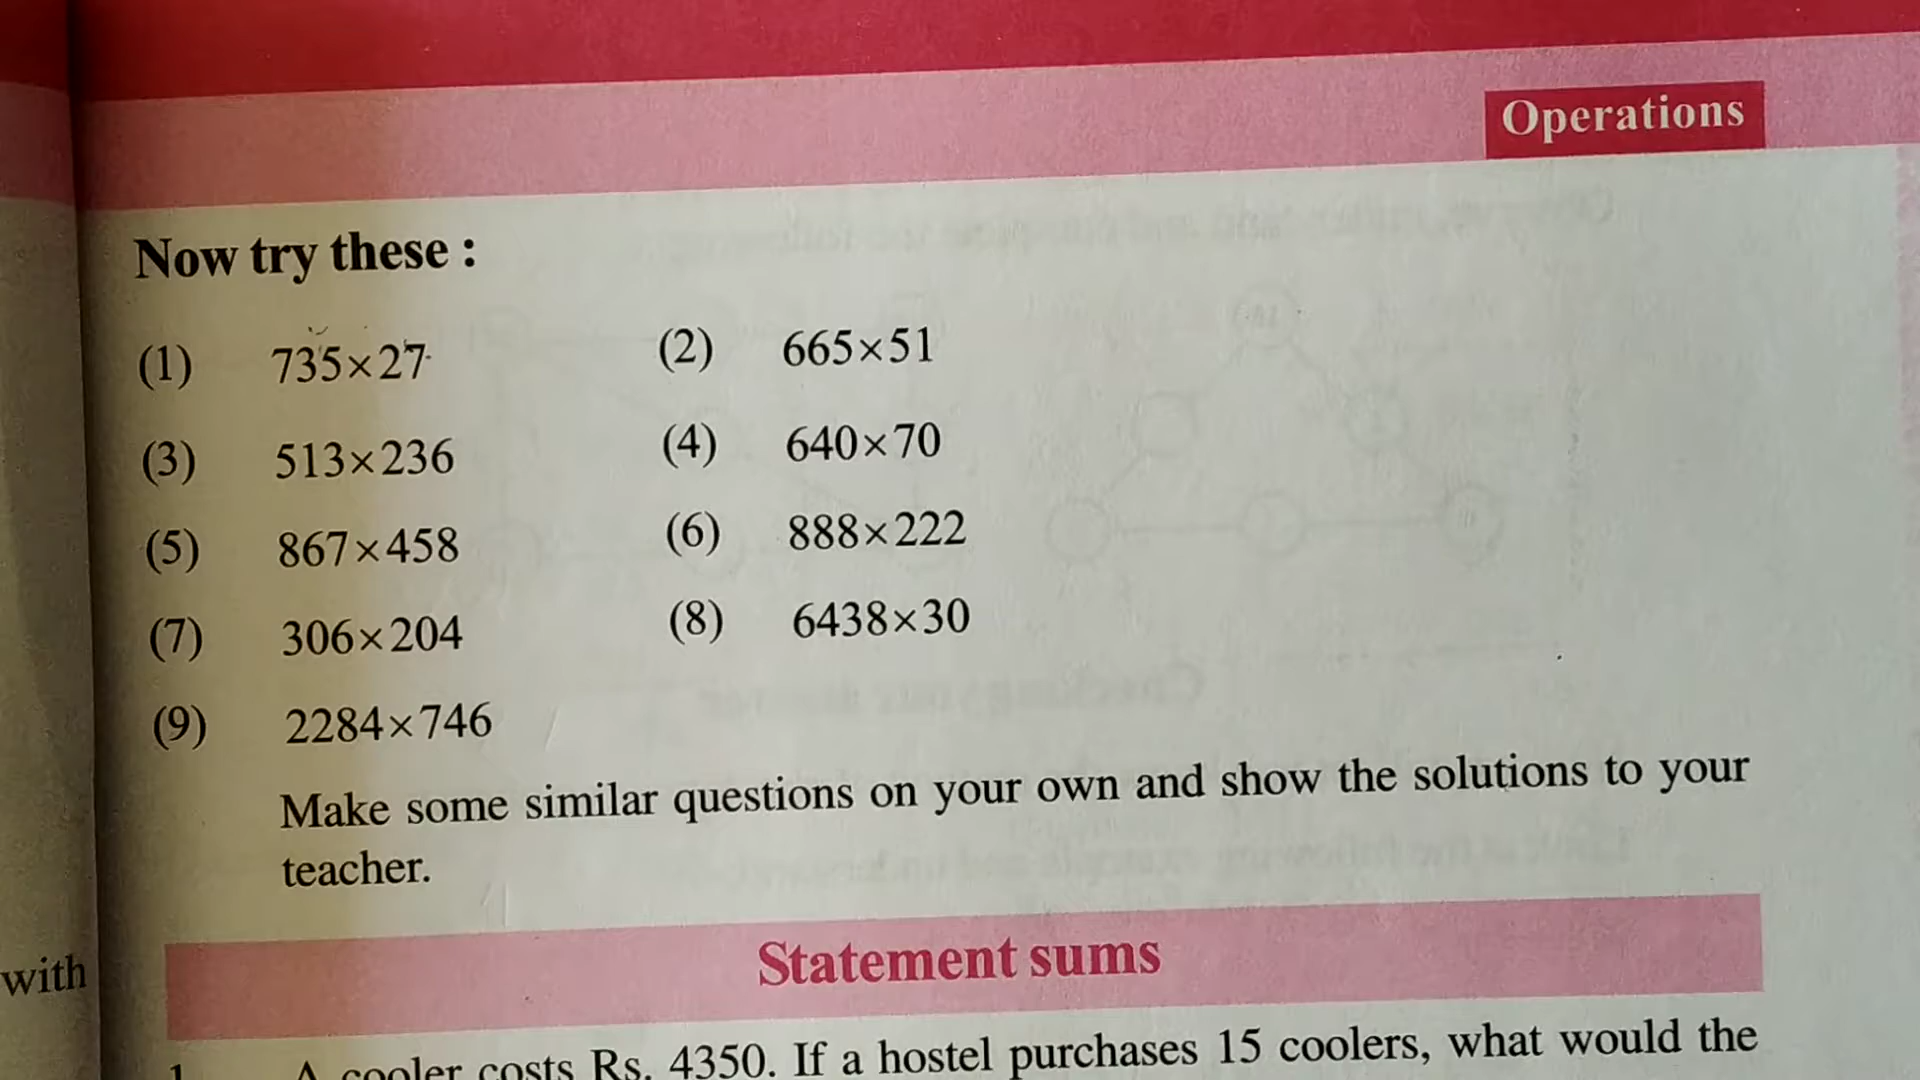 Operations
Now try these :
(1) 735×27 (2) 665×51
(3) 513×236 (4) 640×70
(5) 867×458 (6) 888×222
(7) 306×204 (8) 6438×30
(9) 2284×746
Make some similar questions on your own and show the solutions to your
teacher.
with
Statement sums
1. A cooler costs Rs. 4350. If a hostel purchases 15 coolers, what would the